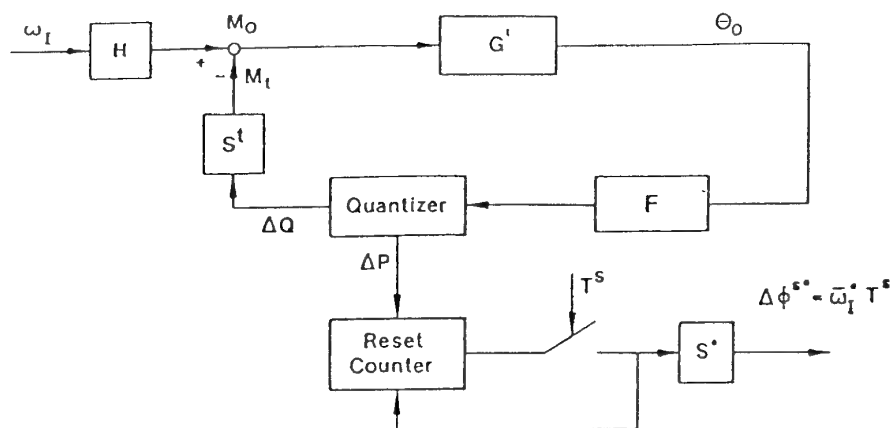 ω_I
H
M_O
+
-
M_t
G'
Θ_O
S^t
Quantizer
F
ΔQ
ΔP
T^S
Reset
Counter
S*
Δφ^s* = ω̄_I* T^s